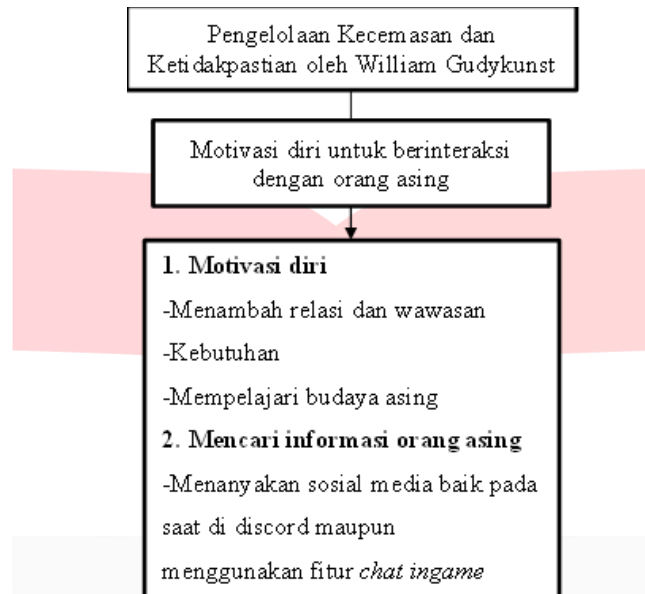 Pengelolaan Kecemasan dan
Ketidakpastian oleh William Gudykunst
Motivasi diri untuk berinteraksi
dengan orang asing
1. Motivasi diri
-Menambah relasi dan wawasan
-Kebutuhan
-Mempelajari budaya asing
2. Mencari informasi orang asing
-Menanyakan sosial media baik pada
saat di discord maupun
menggunakan fitur chat ingame